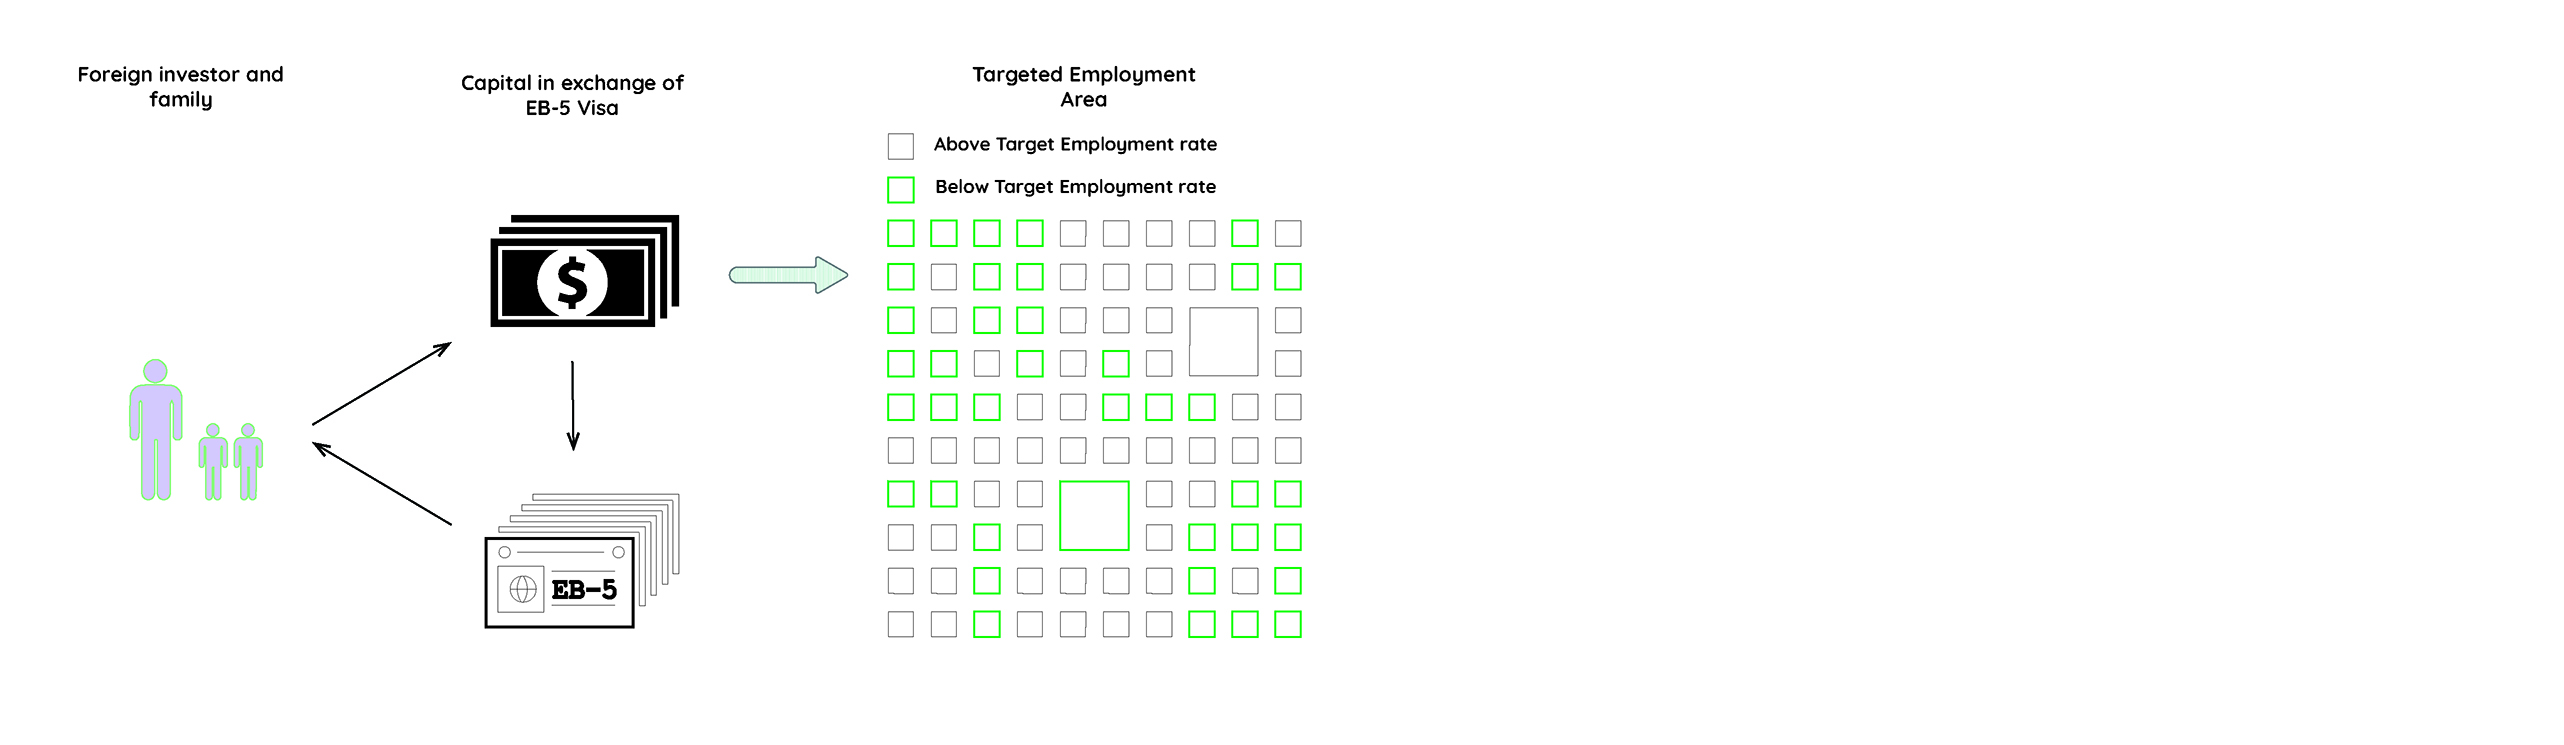 Foreign investor and
family
Capital in exchange of
EB-5 Visa
$
EB-5
Targeted Employment
Area
Above Target Employment rate
Below Target Employment rate